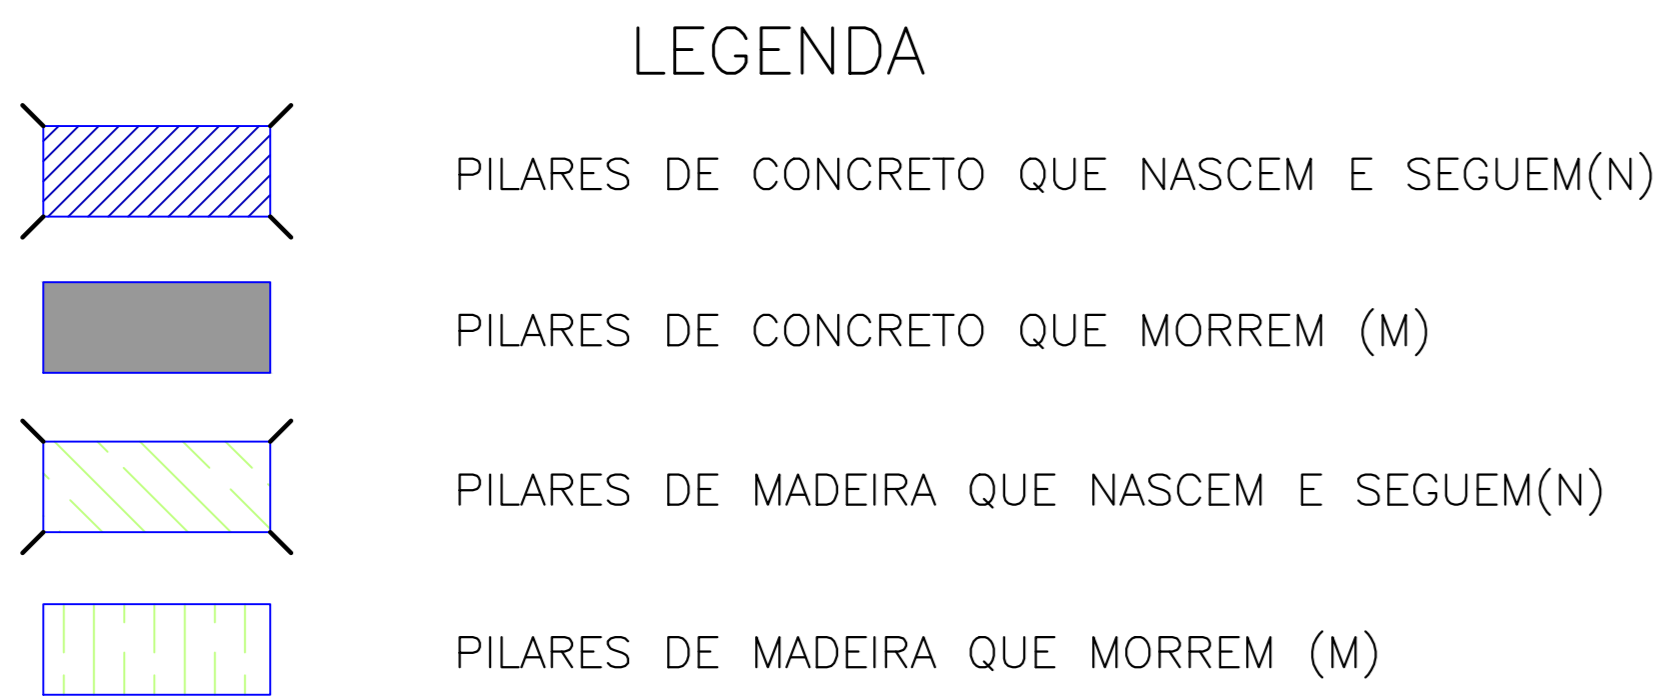 LEGENDA
PILARES DE CONCRETO QUE NASCEM E SEGUEM(N)
PILARES DE CONCRETO QUE MORREM (M)
PILARES DE MADEIRA QUE NASCEM E SEGUEM(N)
PILARES DE MADEIRA QUE MORREM (M)